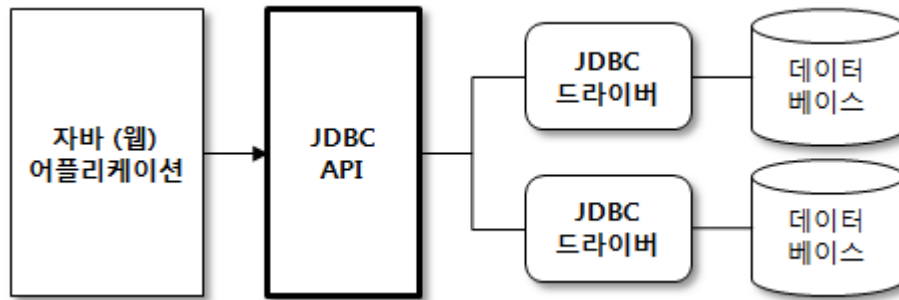 자바 (웹)
어플리케이션
JDBC
API
JDBC
드라이버
데이터
베이스
JDBC
드라이버
데이터
베이스